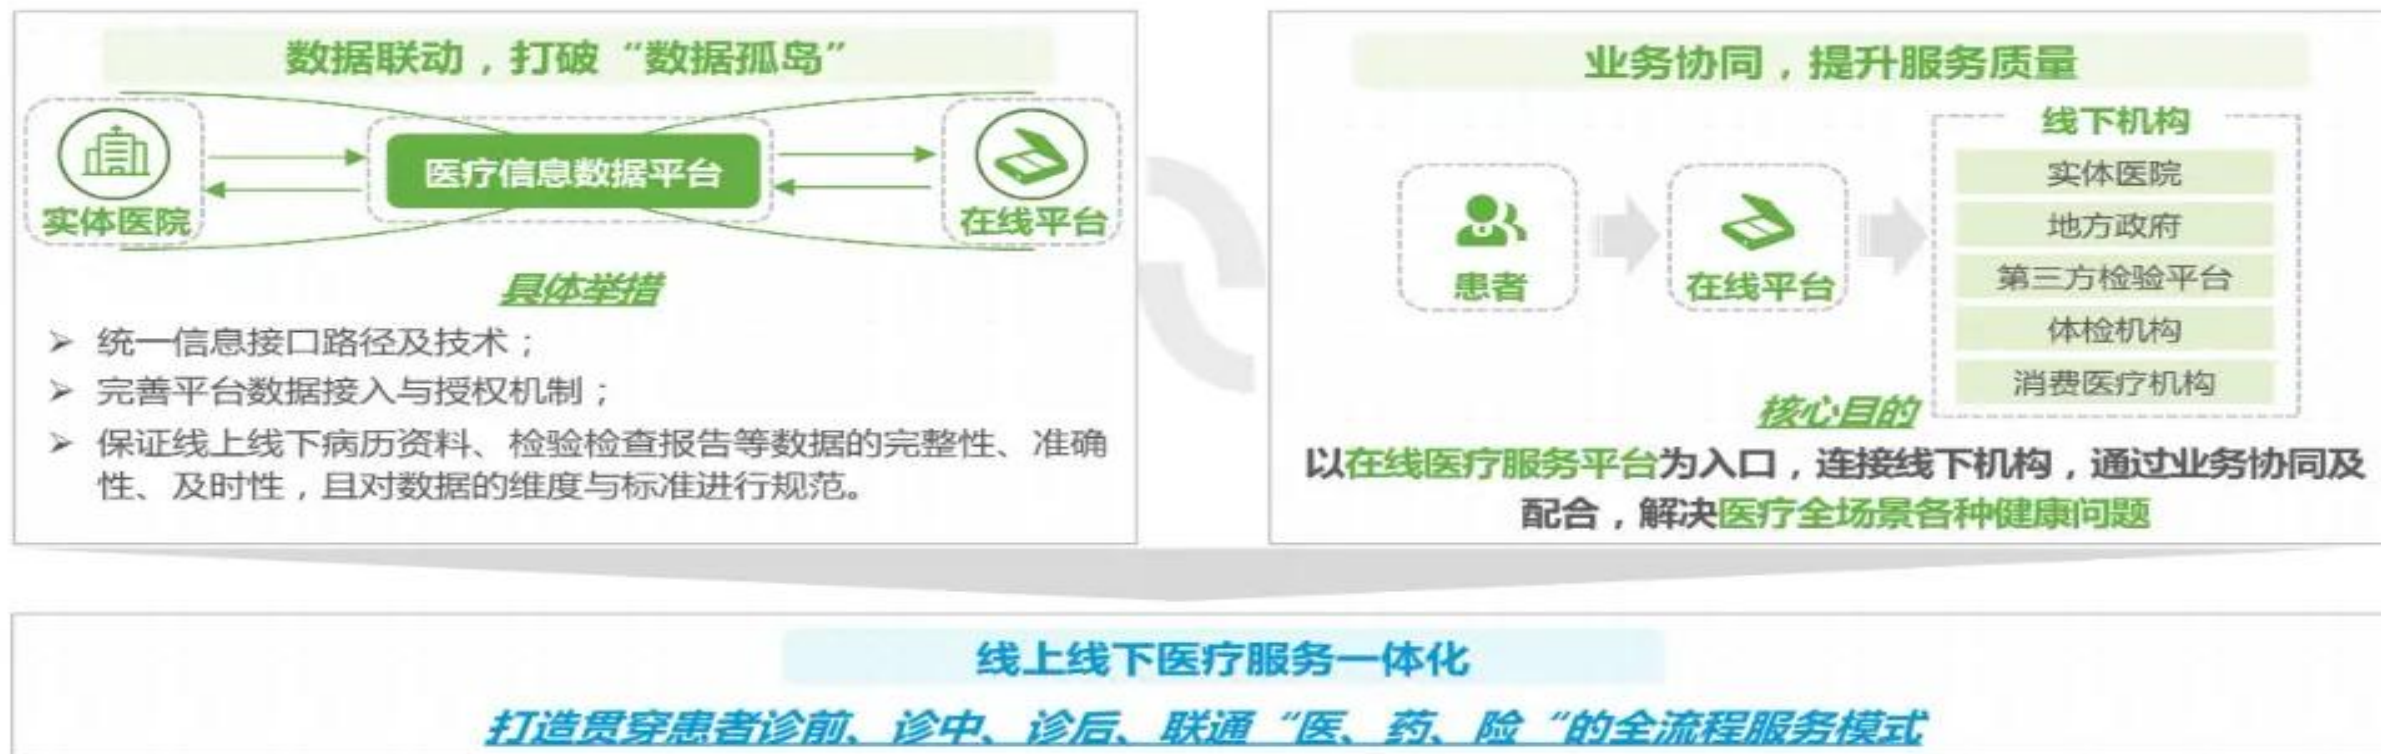 数据联动，打破“数据孤岛”
实体医院
医疗信息数据平台
在线平台
具体举措
➢ 统一信息接口路径及技术；
➢ 完善平台数据接入与授权机制；
➢ 保证线上线下病历资料、检验检查报告等数据的完整性、准确
性、及时性，且对数据的维度与标准进行规范。
业务协同，提升服务质量
患者
在线平台
线下机构
实体医院
地方政府
第三方检验平台
体检机构
消费医疗机构
核心目的
以在线医疗服务平台为入口，连接线下机构，通过业务协同及
配合，解决医疗全场景各种健康问题
线上线下医疗服务一体化
打造贯穿患者诊前、诊中、诊后、联通“医、药、险“的全流程服务模式